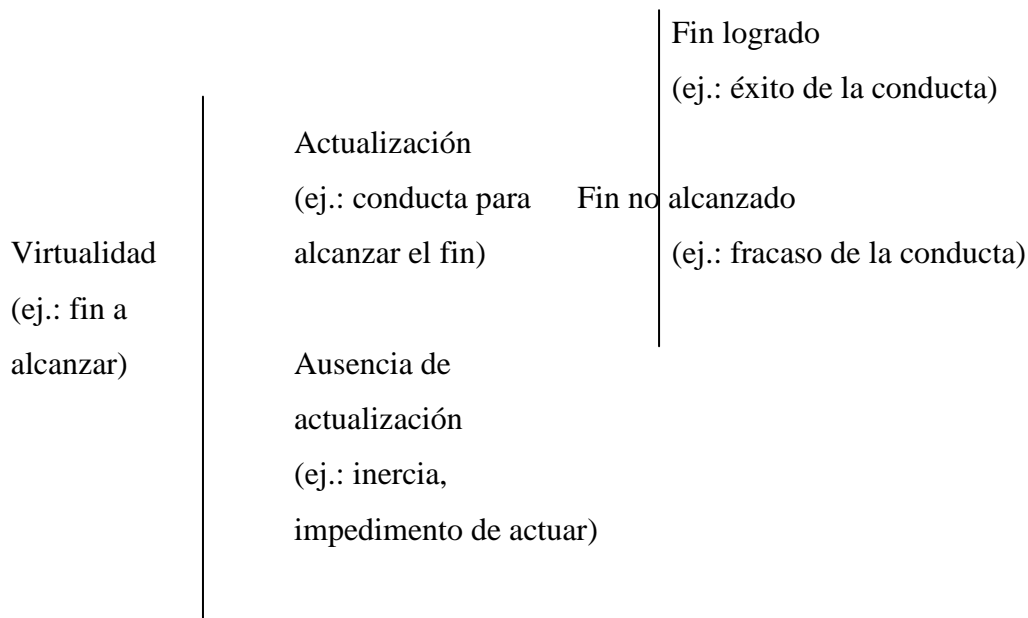 Fin logrado
(ej.: éxito de la conducta)
Actualización
(ej.: conducta para
alcanzar el fin)
Fin no alcanzado
(ej.: fracaso de la conducta)
Virtualidad
(ej.: fin a
alcanzar)
Ausencia de
actualización
(ej.: inercia,
impedimento de actuar)